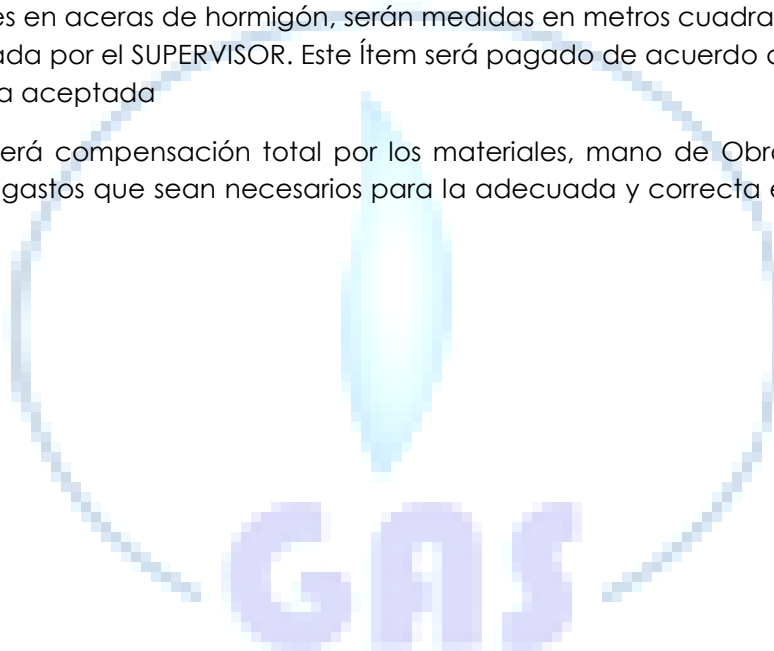 es en aceras de hormigón, serán medidas en metros cuadra
ada por el SUPERVISOR. Este Ítem será pagado de acuerdo
a aceptada
erá compensación total por los materiales, mano de Obra
gastos que sean necesarios para la adecuada y correcta e
GAS